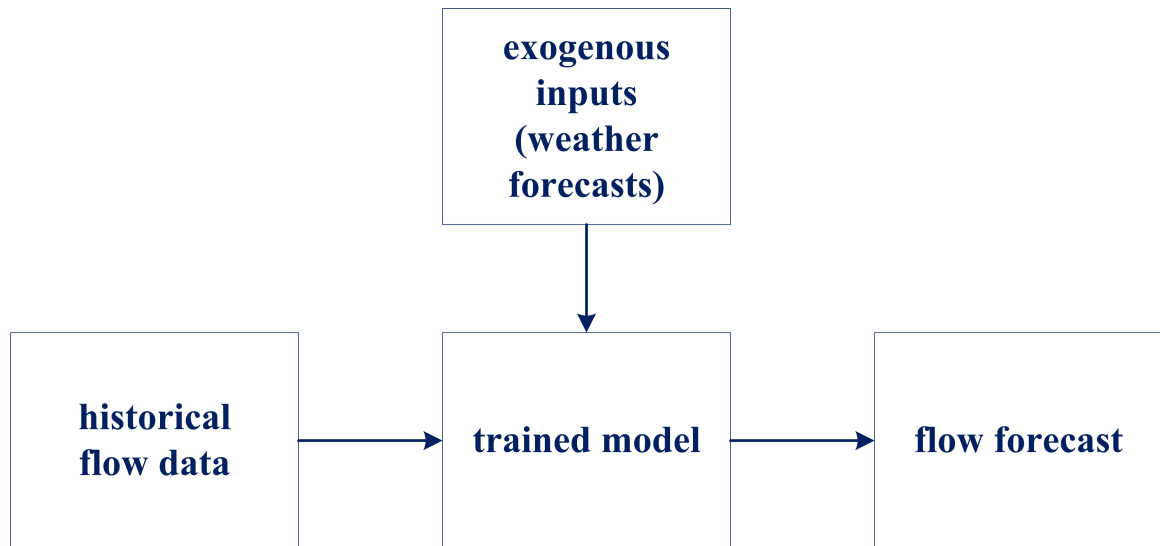 exogenous
inputs
(weather
forecasts)
historical
flow data
trained model
flow forecast